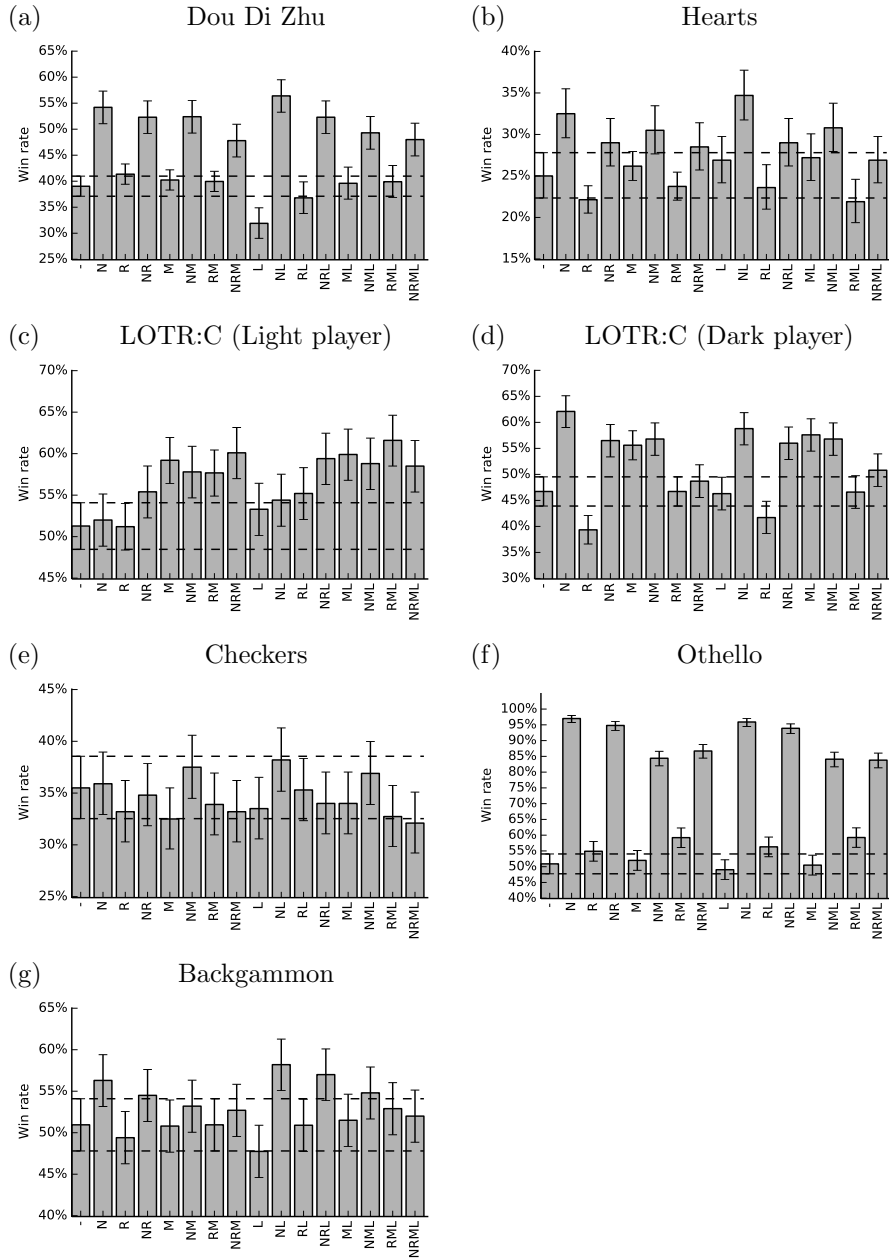 (a) Dou Di Zhu
65%
60%
55%
50%
45%
40%
35%
30%
25%
Win rate
- N R NR M NM RM NRM L NL RL NRL ML NML RML NRML
(b) Hearts
40%
35%
30%
25%
20%
15%
Win rate
- N R NR M NM RM NRM L NL RL NRL ML NML RML NRML
(c) LOTR:C (Light player)
70%
65%
60%
55%
50%
45%
Win rate
- N R NR M NM RM NRM L NL RL NRL ML NML RML NRML
(d) LOTR:C (Dark player)
70%
65%
60%
55%
50%
45%
40%
35%
30%
Win rate
- N R NR M NM RM NRM L NL RL NRL ML NML RML NRML
(e) Checkers
45%
40%
35%
30%
25%
Win rate
- N R NR M NM RM NRM L NL RL NRL ML NML RML NRML
(f) Othello
100%
95%
90%
85%
80%
75%
70%
65%
60%
55%
50%
45%
40%
Win rate
- N R NR M NM RM NRM L NL RL NRL ML NML RML NRML
(g) Backgammon
65%
60%
55%
50%
45%
40%
Win rate
- N R NR M NM RM NRM L NL RL NRL ML NML RML NRML